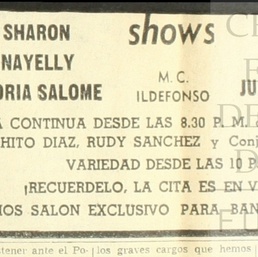 SHARON
NAYELLY
ORIA SALOME
shows
M. C.
ILDEFONSO
JU
A CONTINUA DESDE LAS 8.30 P. M.
HITO DIAZ, RUDY SANCHEZ y Conj
VARIEDAD DESDE LAS 10 P
¡RECUERDELO, LA CITA ES EN V
IOS SALON EXCLUSIVO PARA BAN
tener ante el Po-
los graves cargos que hemos